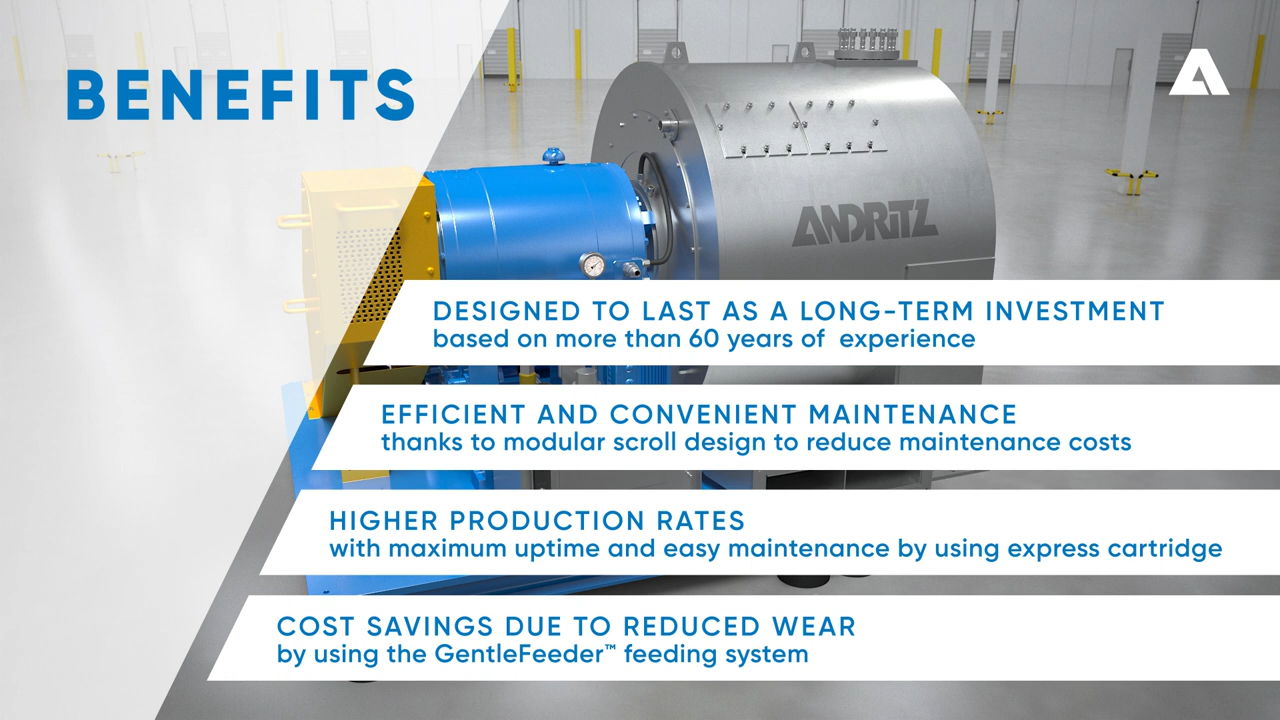 BENEFITS
ANDRITZ
DESIGNED TO LAST AS A LONG-TERM INVESTMENT
based on more than 60 years of experience
EFFICIENT AND CONVENIENT MAINTENANCE
thanks to modular scroll design to reduce maintenance costs
HIGHER PRODUCTION RATES
with maximum uptime and easy maintenance by using express cartridge
COST SAVINGS DUE TO REDUCED WEAR
by using the GentleFeeder™ feeding system